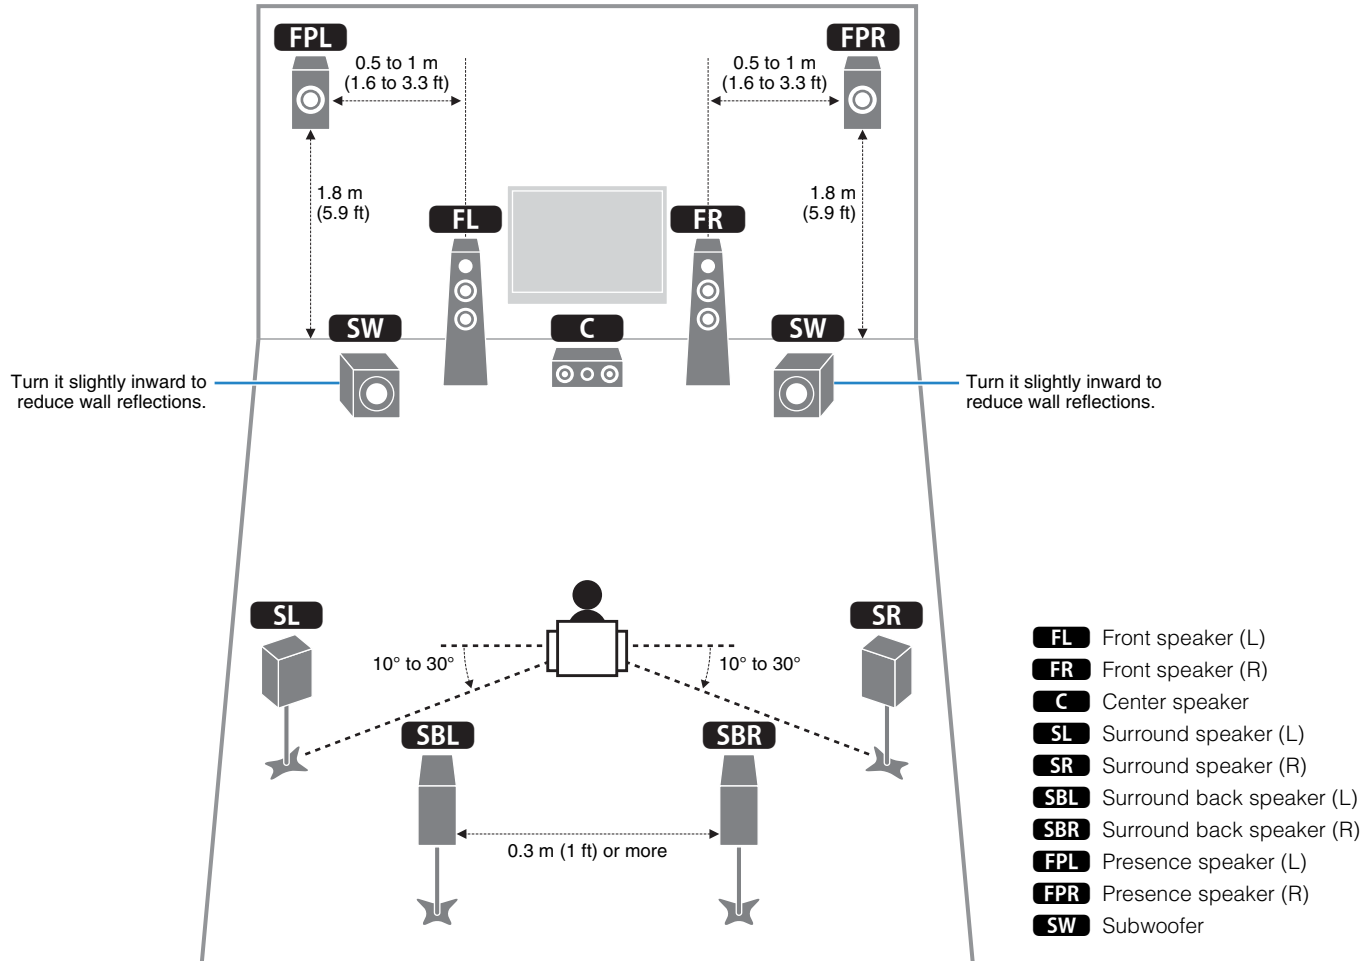 FPL
FPR
0.5 to 1 m
(1.6 to 3.3 ft)
0.5 to 1 m
(1.6 to 3.3 ft)
1.8 m
(5.9 ft)
1.8 m
(5.9 ft)
FL
FR
SW
C
SW
Turn it slightly inward to
reduce wall reflections.
Turn it slightly inward to
reduce wall reflections.
SL
SR
10° to 30°
10° to 30°
SBL
SBR
0.3 m (1 ft) or more
FL Front speaker (L)
FR Front speaker (R)
C Center speaker
SL Surround speaker (L)
SR Surround speaker (R)
SBL Surround back speaker (L)
SBR Surround back speaker (R)
FPL Presence speaker (L)
FPR Presence speaker (R)
SW Subwoofer